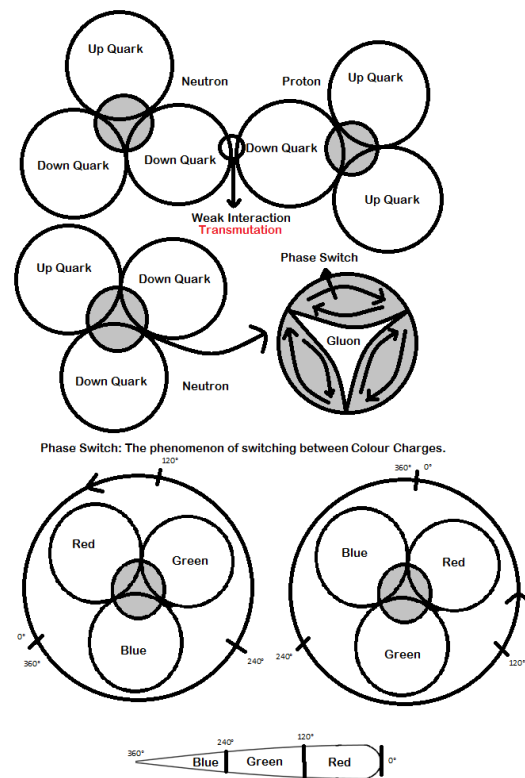 Up Quark
Neutron
Down Quark
Down Quark
Proton
Up Quark
Down Quark
Up Quark
Weak Interaction
Transmutation
Up Quark
Down Quark
Down Quark
Neutron
Phase Switch
Gluon
Phase Switch: The phenomenon of switching between Colour Charges.
120°
Red
Green
Blue
0°
360°
240°
360°
0°
Blue
Red
Green
240°
120°
360°
Blue
240°
Green
120°
Red
0°